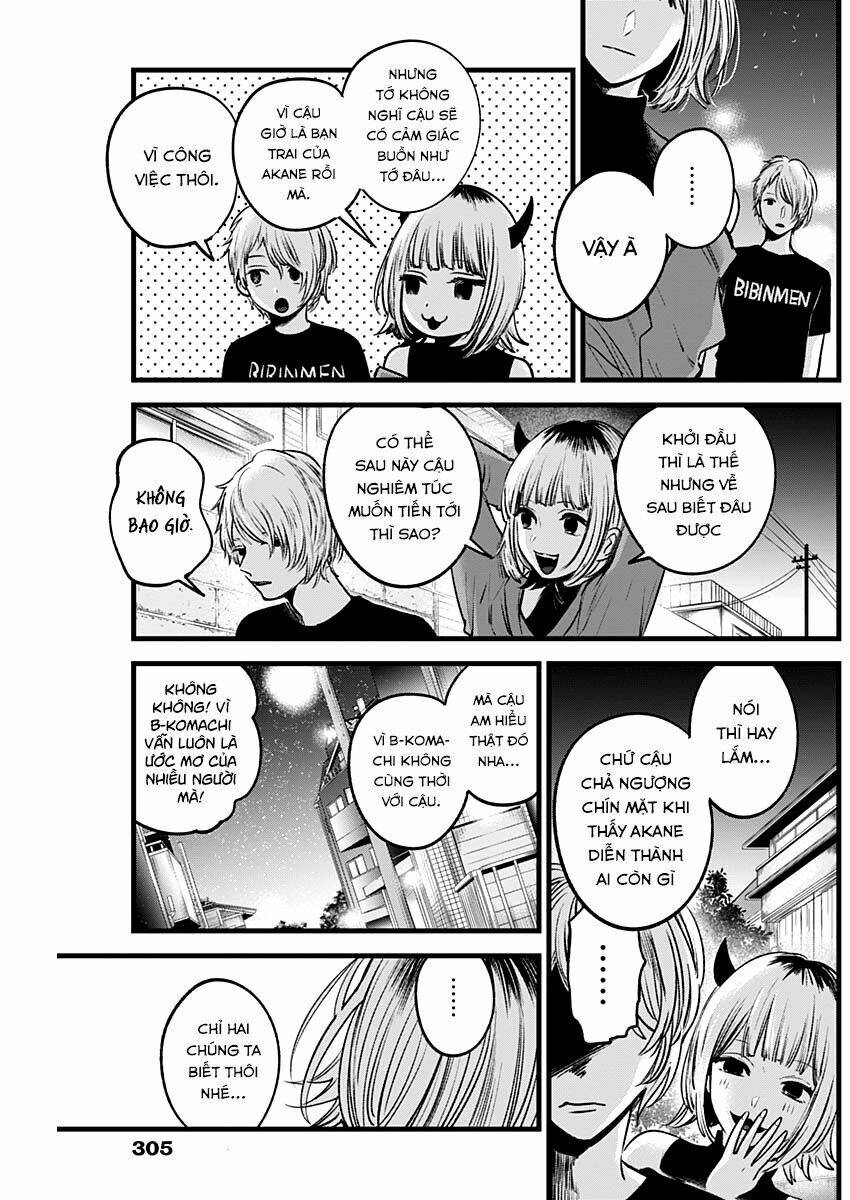 ......
VẬY À
BIBINMEN
NHƯNG
TỚ KHÔNG
NGHĨ CẬU SẼ
CÓ CẢM GIÁC
BUỒN NHƯ
TỚ ĐÂU...
VÌ CẬU
GIỜ LÀ BẠN
TRAI CỦA
AKANE RỒI
MÀ.
VÌ CÔNG
VIỆC THÔI.
BIBINMEN
KHỞI ĐẦU
THÌ LÀ THẾ
NHƯNG VỀ
SAU BIẾT ĐÂU
ĐƯỢC
CÓ THỂ
SAU NÀY CẬU
NGHIÊM TÚC
MUỐN TIẾN TỚI
THÌ SAO?
KHÔNG
BAO GIỜ.
NÓI
THÌ HAY
LẮM...
CHỨ CẬU
CHẢ NGƯỢNG
CHÍN MẶT KHI
THẤY AKANE
DIỄN THÀNH
AI CÒN GÌ
......
MÀ CẬU
AM HIỂU
THẬT ĐÓ
NHA...
VÌ B-KOMA-
CHI KHÔNG
CÙNG THỜI
VỚI CẬU.
KHÔNG
KHÔNG! VÌ
B-KOMACHI
VẪN LUÔN LÀ
ƯỚC MƠ CỦA
NHIỀU NGƯỜI
MÀ!
......
CHỈ HAI
CHÚNG TA
BIẾT THÔI
NHÉ...
305